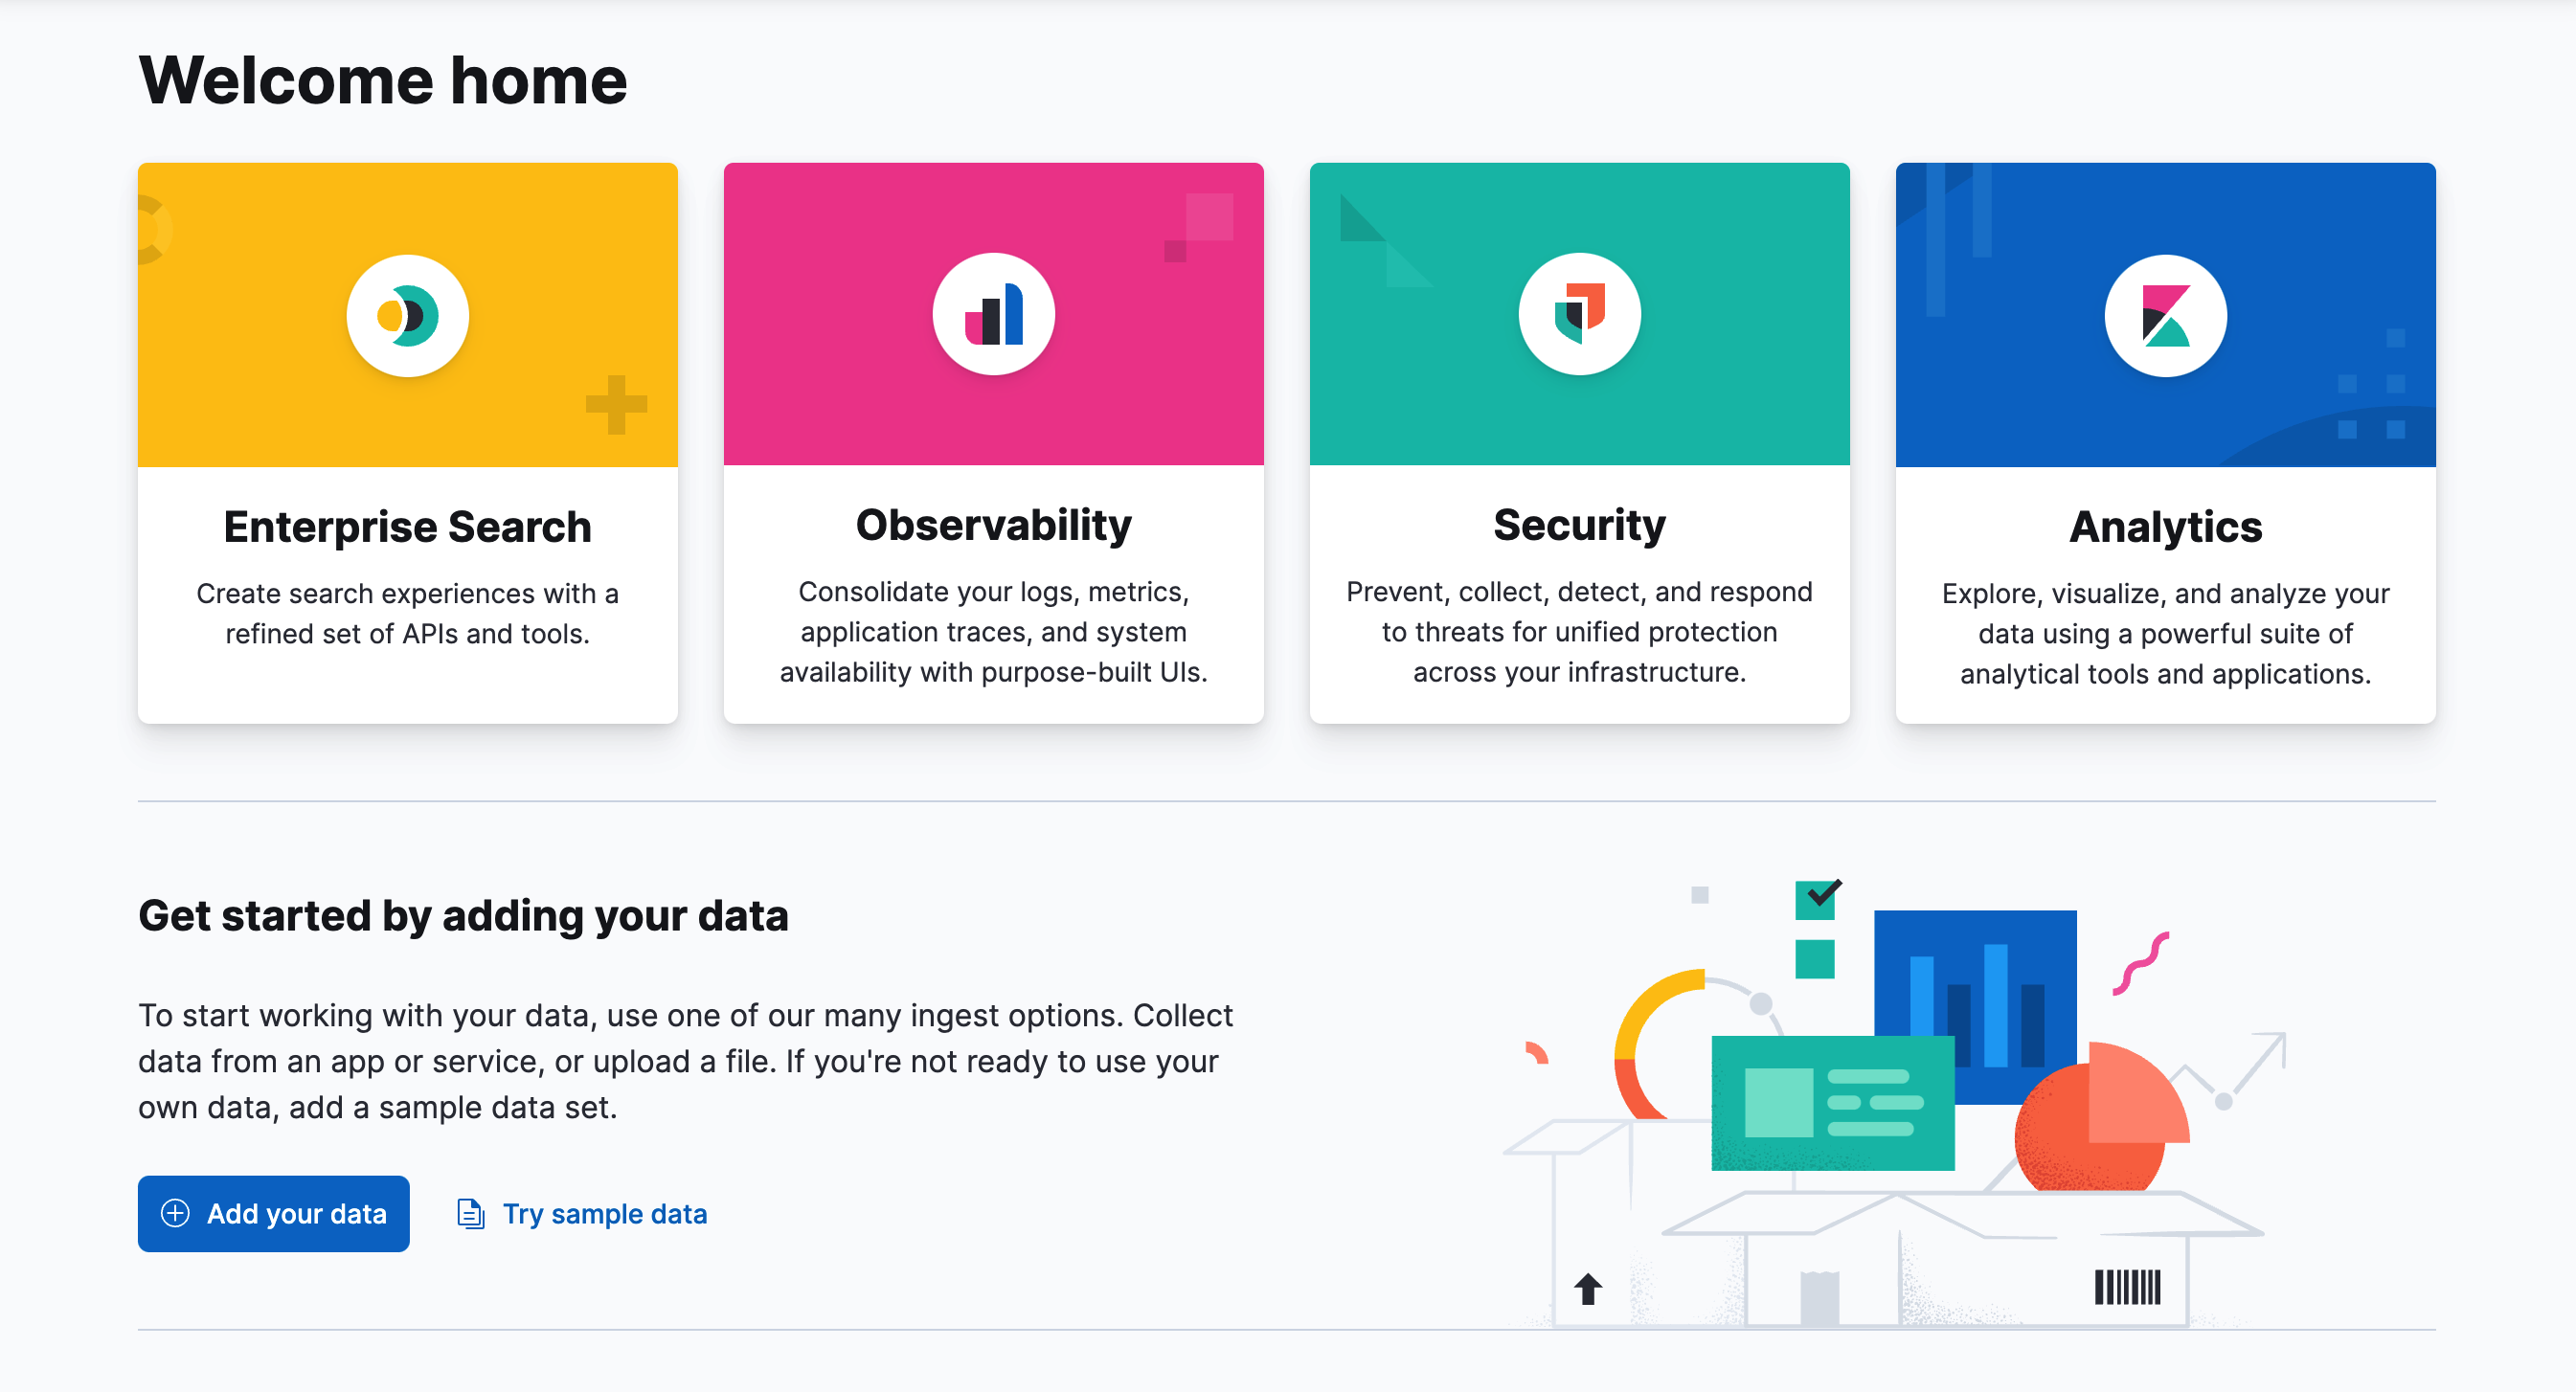 Welcome home
Enterprise Search
Create search experiences with a
refined set of APIs and tools.
Observability
Consolidate your logs, metrics,
application traces, and system
availability with purpose-built UIs.
Security
Prevent, collect, detect, and respond
to threats for unified protection
across your infrastructure.
Analytics
Explore, visualize, and analyze your
data using a powerful suite of
analytical tools and applications.
Get started by adding your data
To start working with your data, use one of our many ingest options. Collect
data from an app or service, or upload a file. If you're not ready to use your
own data, add a sample data set.
Add your data
Try sample data